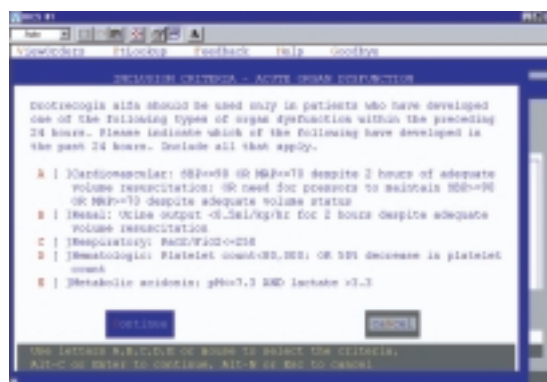 ViewOrders PtLookup Feedback Help Goodbye
INCLUSION CRITERIA - ACUTE ORGAN DYSFUNCTION
Drotrecogin alfa should be used only in patients who have developed
one of the following types of organ dysfunction within the preceding
24 hours. Please indicate which of the following have developed in
the past 24 hours. Include all that apply.
A [ ]Cardiovascular: SBP<=90 OR MAP<=70 despite 2 hours of adequate
volume resuscitation; OR need for pressors to maintain SBP>=90
OR MAP>=70 despite adequate volume status
B [ ]Renal: Urine output <0.5ml/kg/hr for 2 hours despite adequate
volume resuscitation
C [ ]Respiratory: PaO2/FiO2<=250
D [ ]Hematologic: Platelet count<80,000; OR 50% decrease in platelet
count
E [ ]Metabolic acidosis: pH<=7.3 AND lactate >3.3
Continue Cancel
Use letters A,B,C,D,E or mouse to select the criteria.
Alt-C or Enter to continue, Alt-N or Esc to cancel